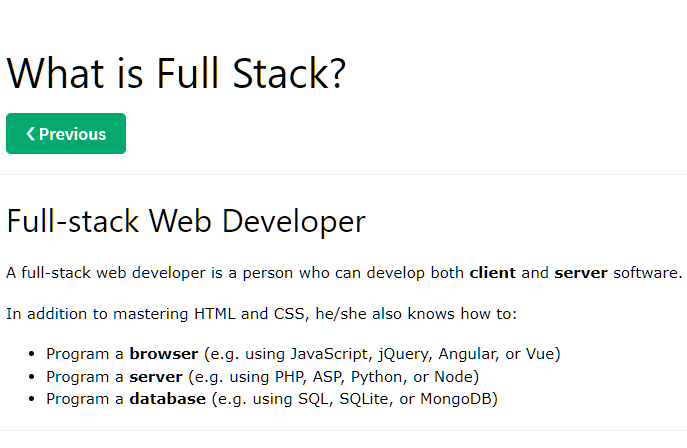 What is Full Stack?
❮ Previous
Full-stack Web Developer
A full-stack web developer is a person who can develop both client and server software.
In addition to mastering HTML and CSS, he/she also knows how to:
• Program a browser (e.g. using JavaScript, jQuery, Angular, or Vue)
• Program a server (e.g. using PHP, ASP, Python, or Node)
• Program a database (e.g. using SQL, SQLite, or MongoDB)